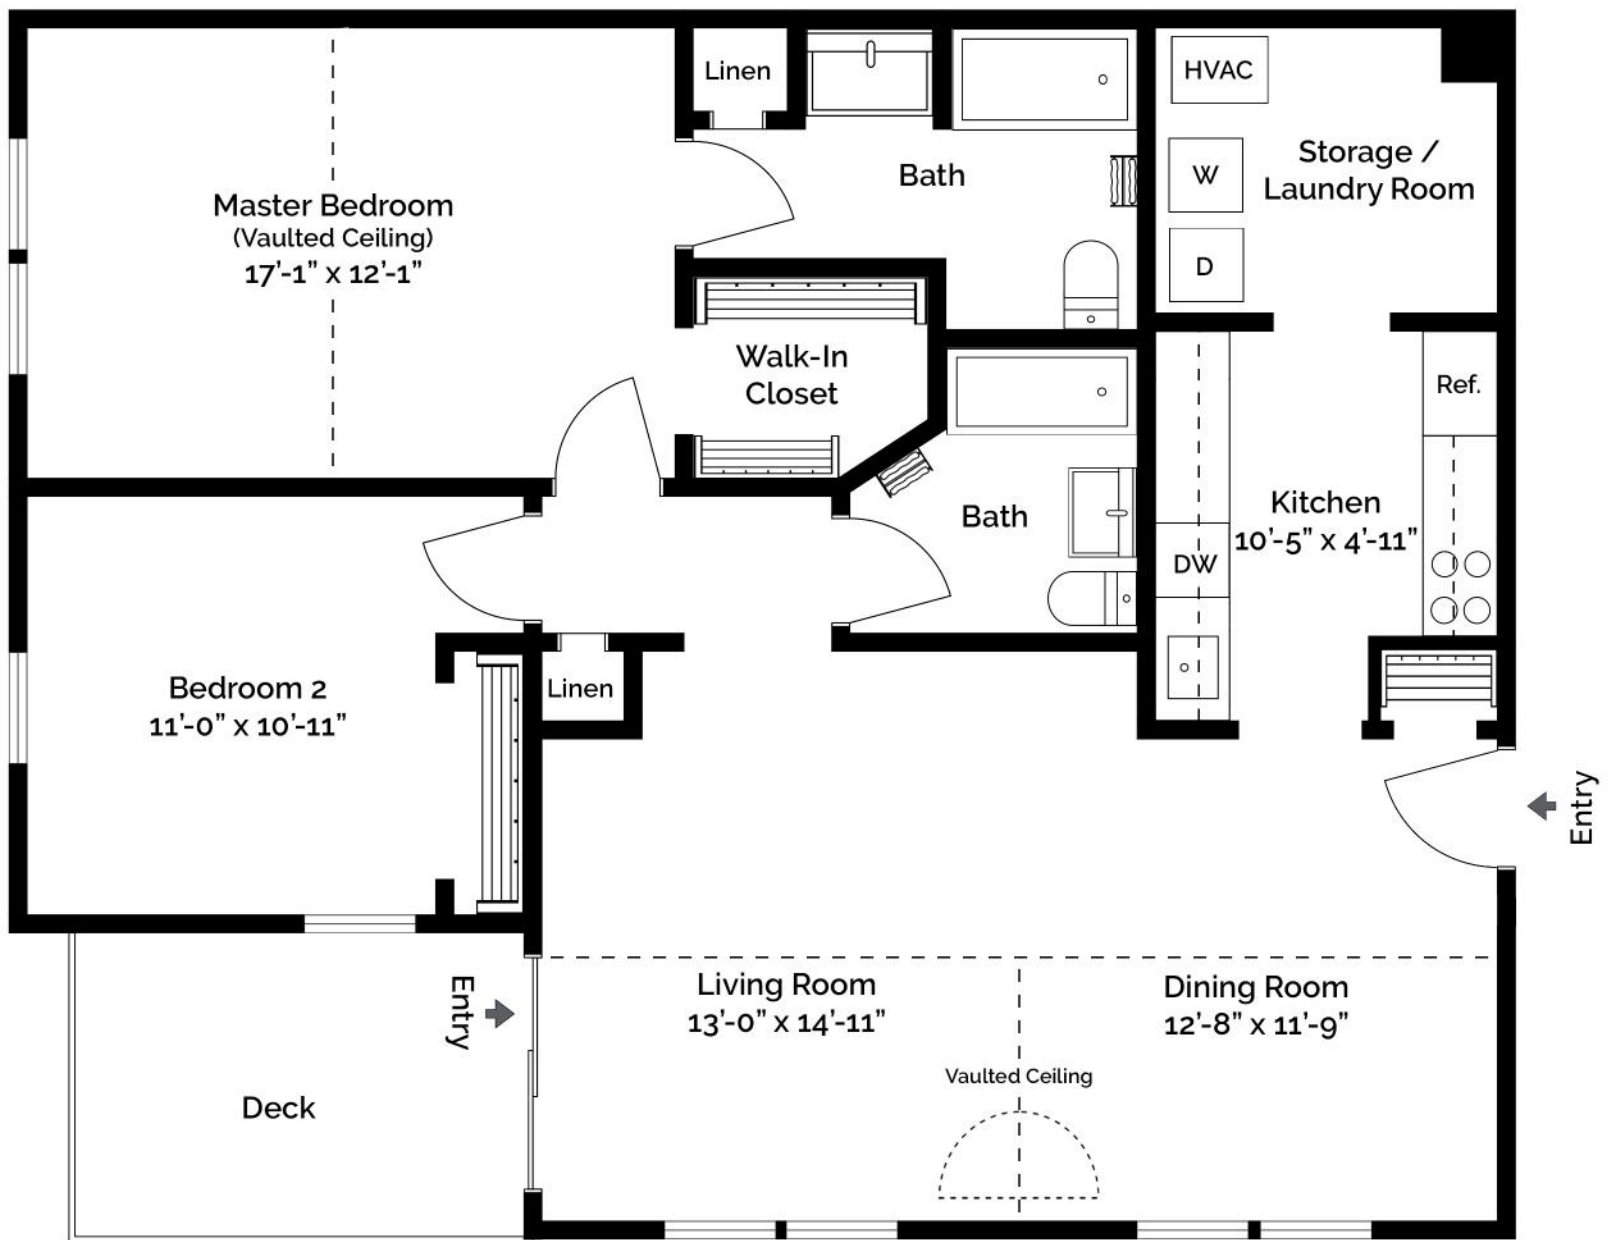 Linen
HVAC
Storage /
Laundry Room
W
D
Bath
Master Bedroom
(Vaulted Ceiling)
17’-1” x 12’-1”
Walk-In
Closet
Ref.
Kitchen
10’-5” x 4’-11”
DW
Bath
Bedroom 2
11’-0” x 10’-11”
Linen
Entry
Entry
Living Room
13’-0” x 14’-11”
Dining Room
12’-8” x 11’-9”
Vaulted Ceiling
Deck